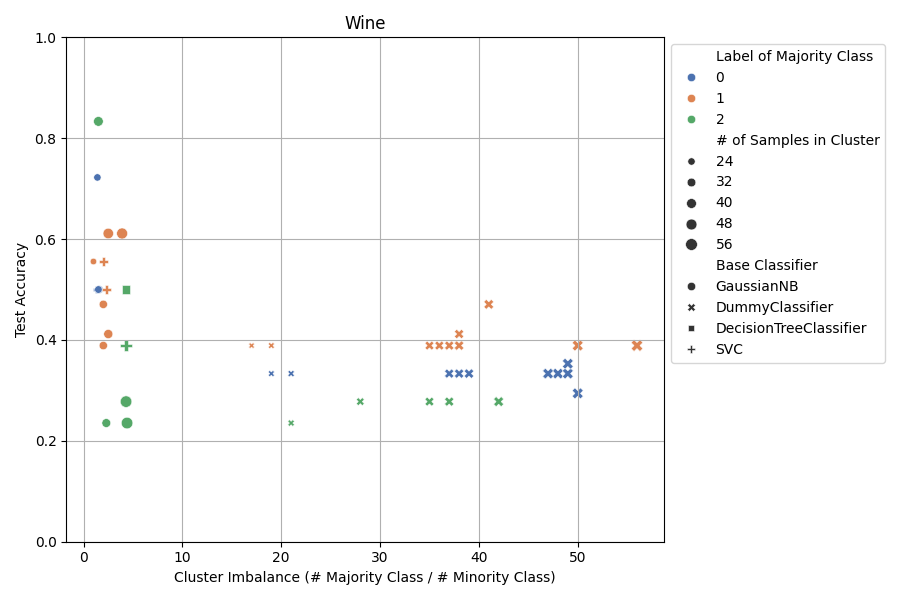 Wine
1.0
0.8
0.6
0.4
0.2
0.0
Test Accuracy
0 10 20 30 40 50
Cluster Imbalance (# Majority Class / # Minority Class)
Label of Majority Class
0
1
2
# of Samples in Cluster
24
32
40
48
56
Base Classifier
GaussianNB
DummyClassifier
DecisionTreeClassifier
SVC